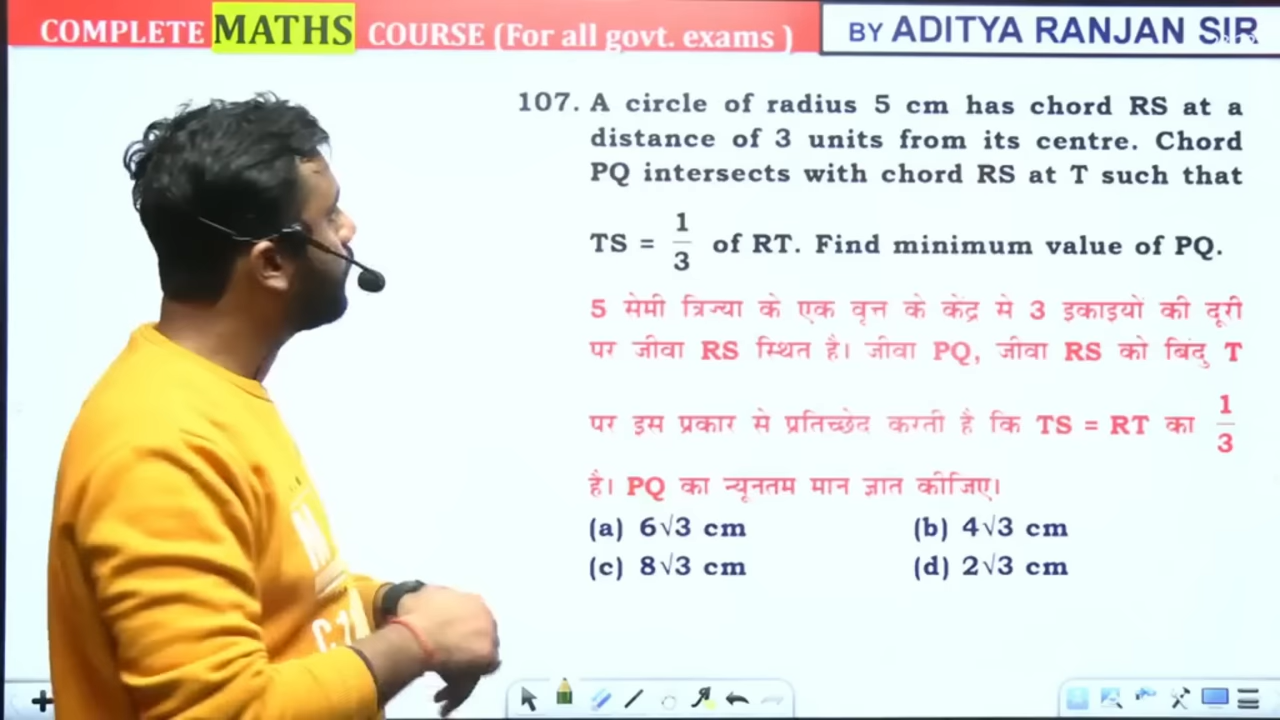 COMPLETE MATHS COURSE (For all govt. exams )
BY ADITYA RANJAN SIR
107. A circle of radius 5 cm has chord RS at a
distance of 3 units from its centre. Chord
PQ intersects with chord RS at T such that
TS = 1/3 of RT. Find minimum value of PQ.
5 सेमी त्रिज्या के एक वृत्त के केंद्र से 3 इकाइयों की दूरी
पर जीवा RS स्थित है। जीवा PQ, जीवा RS को बिंदु T
पर इस प्रकार से प्रतिच्छेद करती है कि TS = RT का 1/3
है। PQ का न्यूनतम मान ज्ञात कीजिए।
(a) 6√3 cm (b) 4√3 cm
(c) 8√3 cm (d) 2√3 cm